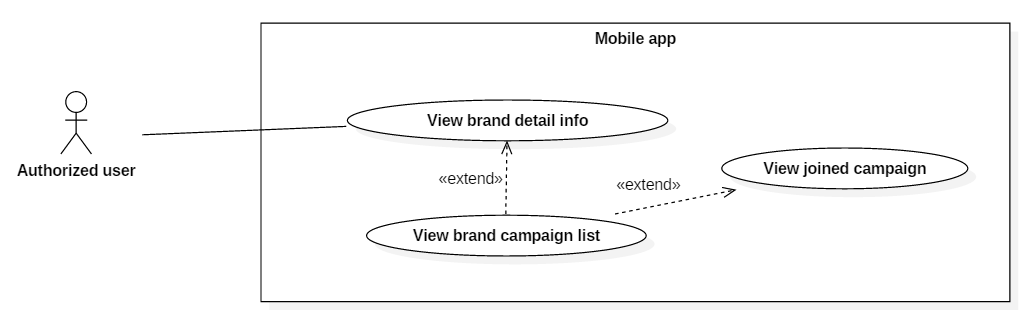 Mobile app
Authorized user
View brand detail info
«extend»
«extend»
View joined campaign
View brand campaign list